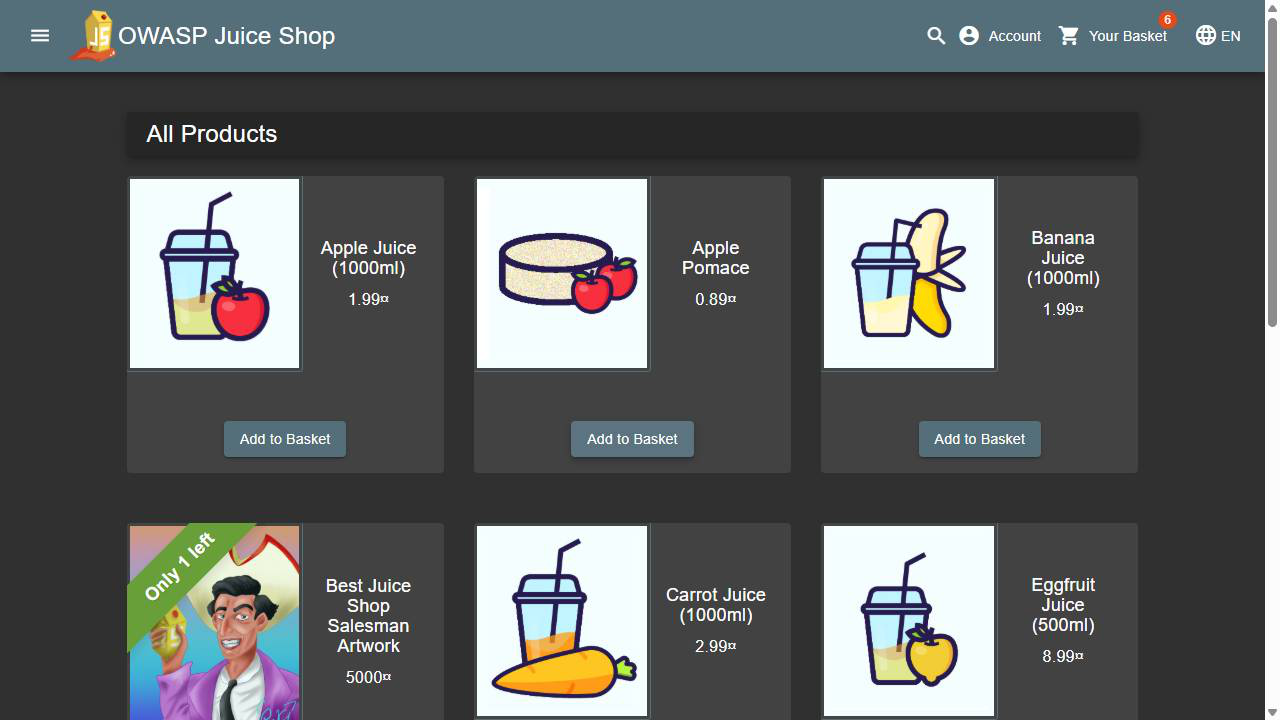 OWASP Juice Shop
Account
Your Basket
6
EN
All Products
Apple Juice
(1000ml)
1.99¤
Add to Basket
Apple
Pomace
0.89¤
Add to Basket
Banana
Juice
(1000ml)
1.99¤
Add to Basket
Only 1 left
Best Juice
Shop
Salesman
Artwork
5000¤
Carrot Juice
(1000ml)
2.99¤
Eggfruit
Juice
(500ml)
8.99¤